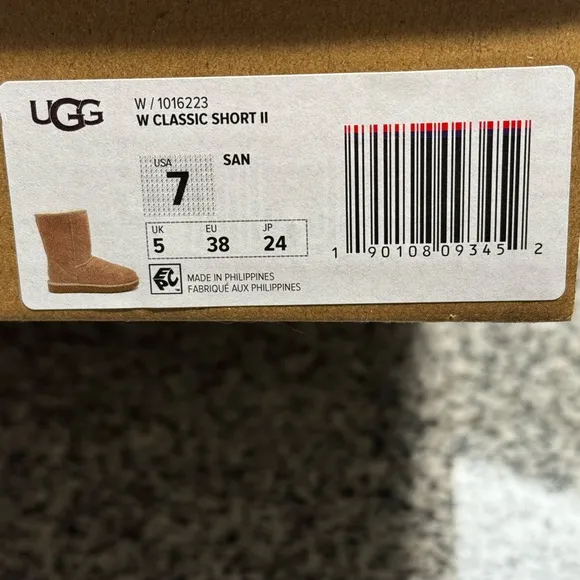 UGG
W / 1016223
W CLASSIC SHORT II
USA
7
SAN
UK EU JP
5 38 24
EPC
MADE IN PHILIPPINES
FABRIQUÉ AUX PHILIPPINES
1 90108 09345 2